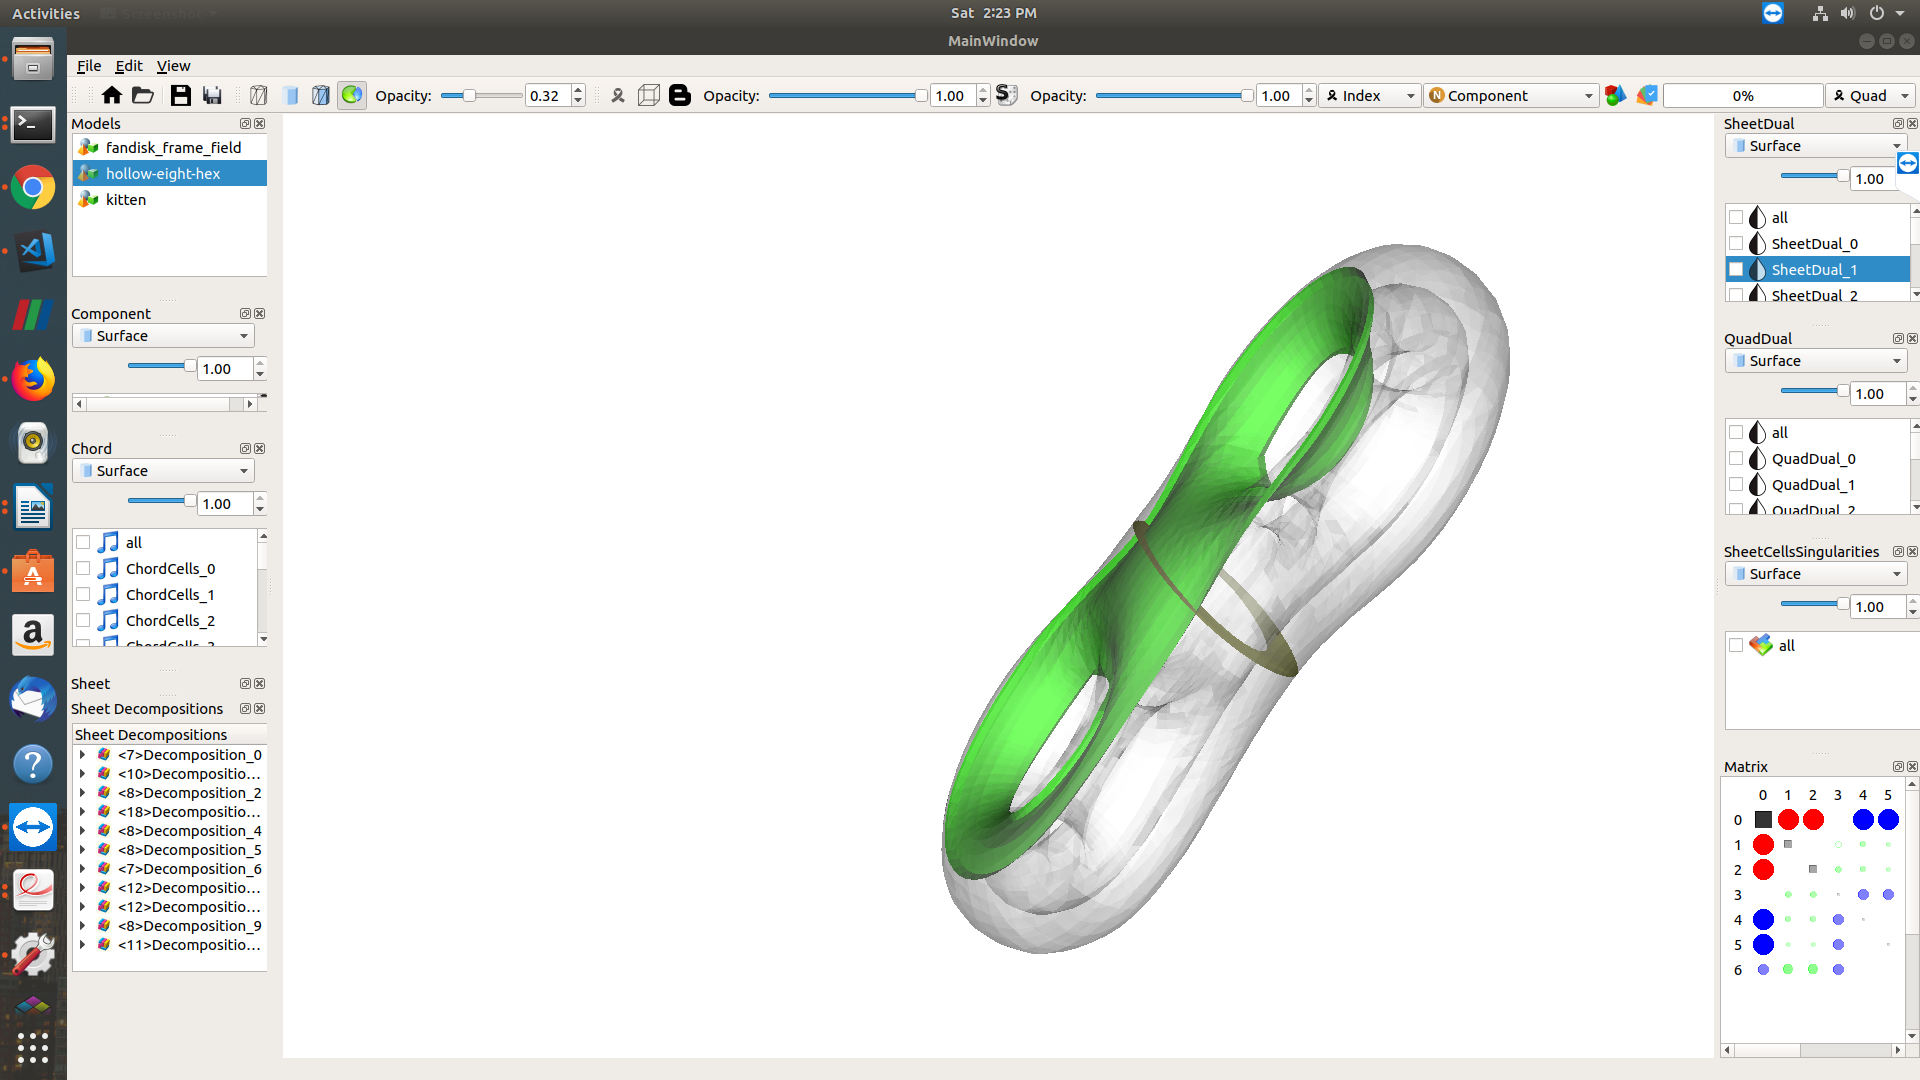 Activities
Screenshot
Sat 2:23 PM
MainWindow
File Edit View
Opacity: 0.32
Opacity: 1.00
Opacity: 1.00
Index
Component
0%
Quad
Models
fandisk_frame_field
hollow-eight-hex
kitten
Component
Surface
1.00
Chord
Surface
1.00
all
ChordCells_0
ChordCells_1
ChordCells_2
ChordCells_3
Sheet
Sheet Decompositions
Sheet Decompositions
<7>Decomposition_0
<10>Decompositio...
<8>Decomposition_2
<18>Decompositio...
<8>Decomposition_4
<8>Decomposition_5
<7>Decomposition_6
<12>Decompositio...
<12>Decompositio...
<8>Decomposition_9
<11>Decompositio...
SheetDual
Surface
1.00
all
SheetDual_0
SheetDual_1
SheetDual_2
QuadDual
Surface
1.00
all
QuadDual_0
QuadDual_1
QuadDual_2
SheetCellsSingularities
Surface
1.00
all
Matrix
0 1 2 3 4 5
0
1
2
3
4
5
6